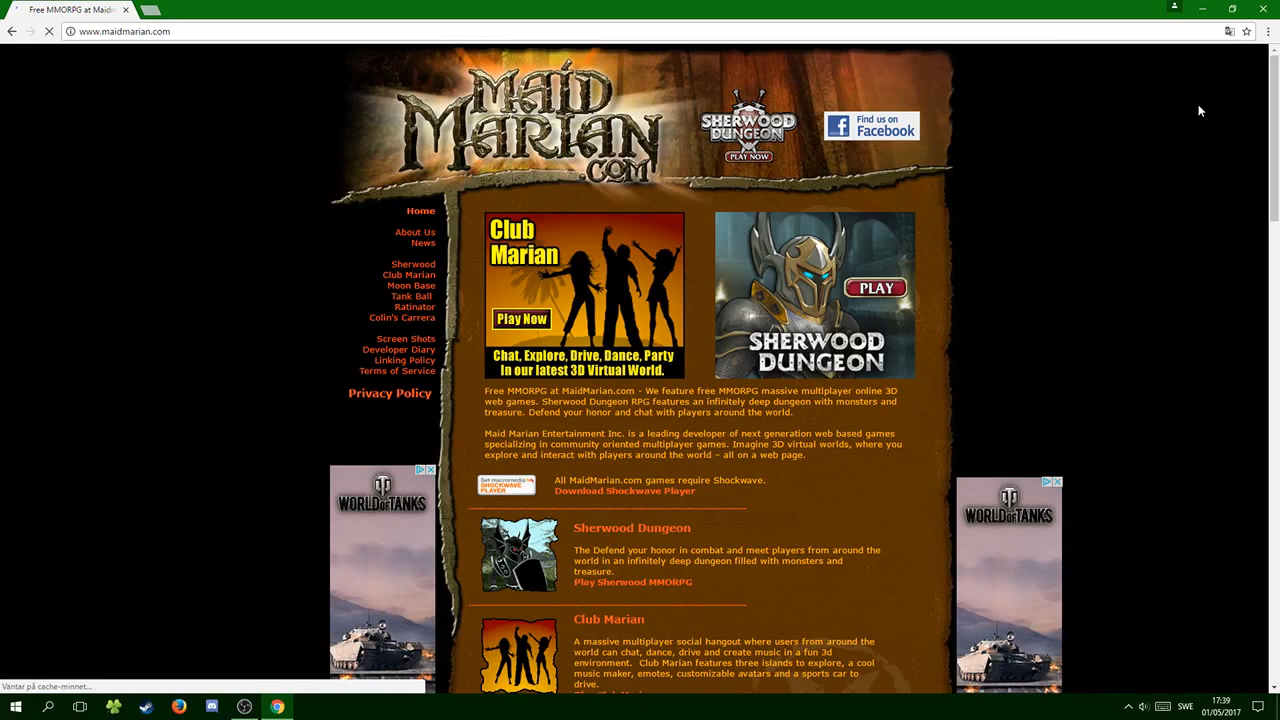 Free MMORPG at Maid
www.maidmarian.com
MAID
MARIAN
.COM
SHERWOOD
DUNGEON
PLAY NOW
Find us on
Facebook
Home
About Us
News
Sherwood
Club Marian
Moon Base
Tank Ball
Ratinator
Colin's Carrera
Screen Shots
Developer Diary
Linking Policy
Terms of Service
Privacy Policy
Club
Marian
Play Now
Chat, Explore, Drive, Dance, Party
In our latest 3D Virtual World.
PLAY
SHERWOOD
DUNGEON
Free MMORPG at MaidMarian.com - We feature free MMORPG massive multiplayer online 3D
web games. Sherwood Dungeon RPG features an infinitely deep dungeon with monsters and
treasure. Defend your honor and chat with players around the world.
Maid Marian Entertainment Inc. is a leading developer of next generation web based games
specializing in community oriented multiplayer games. Imagine 3D virtual worlds, where you
explore and interact with players around the world – all on a web page.
Get macromedia
SHOCKWAVE
PLAYER
All MaidMarian.com games require Shockwave.
Download Shockwave Player
Sherwood Dungeon
The Defend your honor in combat and meet players from around the
world in an infinitely deep dungeon filled with monsters and
treasure.
Play Sherwood MMORPG
Club Marian
A massive multiplayer social hangout where users from around the
world can chat, dance, drive and create music in a fun 3d
environment. Club Marian features three islands to explore, a cool
music maker, emotes, customizable avatars and a sports car to
drive.
WORLD OF TANKS
WORLD OF TANKS
Väntar på cache-minnet...
SWE
17:39
01/05/2017